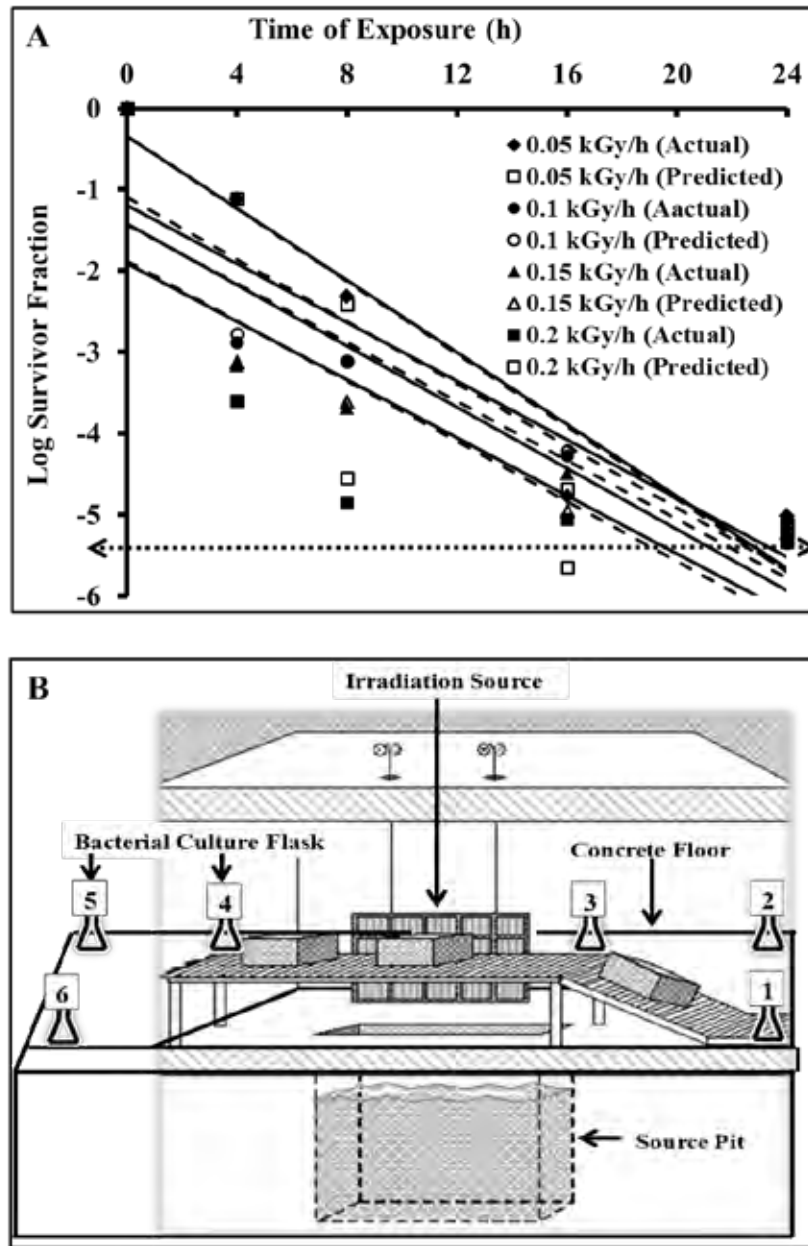 A
Time of Exposure (h)
0 4 8 12 16 20 24
Log Survivor Fraction
0
-1
-2
-3
-4
-5
-6
0.05 kGy/h (Actual)
0.05 kGy/h (Predicted)
0.1 kGy/h (Aactual)
0.1 kGy/h (Predicted)
0.15 kGy/h (Actual)
0.15 kGy/h (Predicted)
0.2 kGy/h (Actual)
0.2 kGy/h (Predicted)
B
Irradiation Source
Bacterial Culture Flask
Concrete Floor
5 4 3 2
6 1
Source Pit